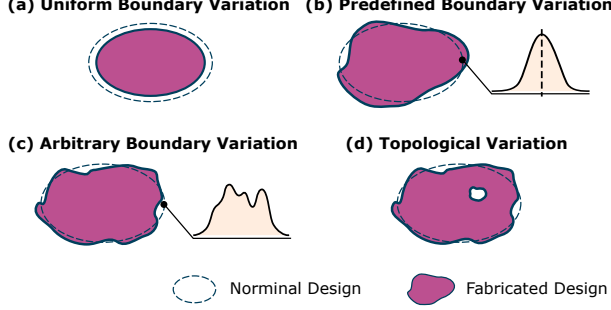 (a) Uniform Boundary Variation
(b) Predefined Boundary Variation
(c) Arbitrary Boundary Variation
(d) Topological Variation
Norminal Design
Fabricated Design